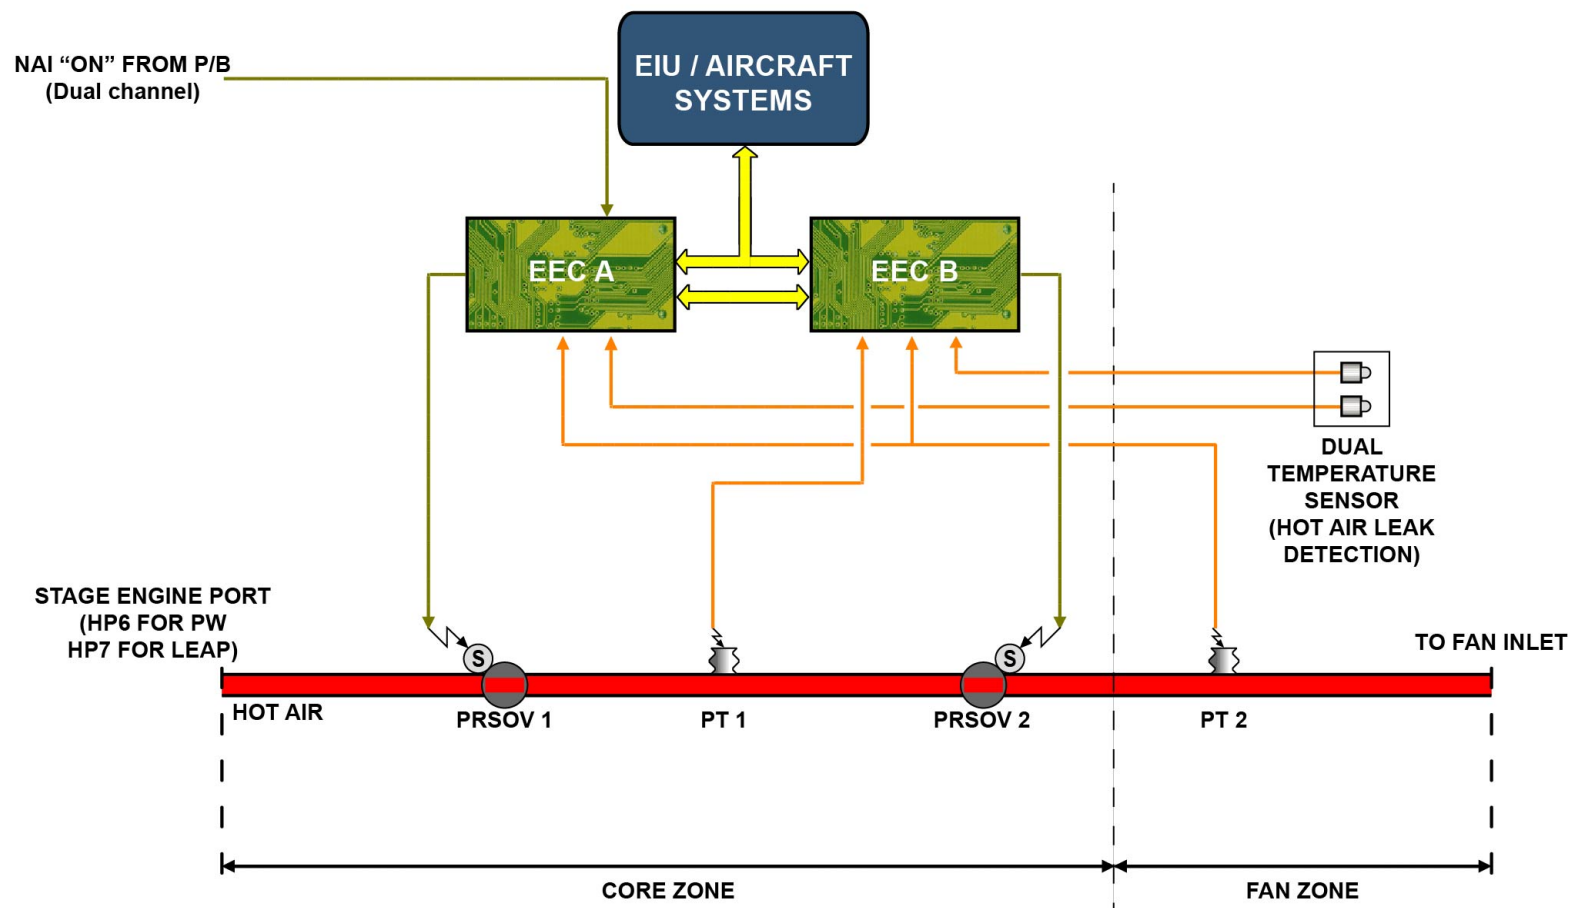 NAI “ON” FROM P/B
(Dual channel)
EIU / AIRCRAFT
SYSTEMS
EEC A
EEC B
DUAL
TEMPERATURE
SENSOR
(HOT AIR LEAK
DETECTION)
STAGE ENGINE PORT
(HP6 FOR PW
HP7 FOR LEAP)
S
S
TO FAN INLET
HOT AIR
PRSOV 1
PT 1
PRSOV 2
PT 2
CORE ZONE
FAN ZONE